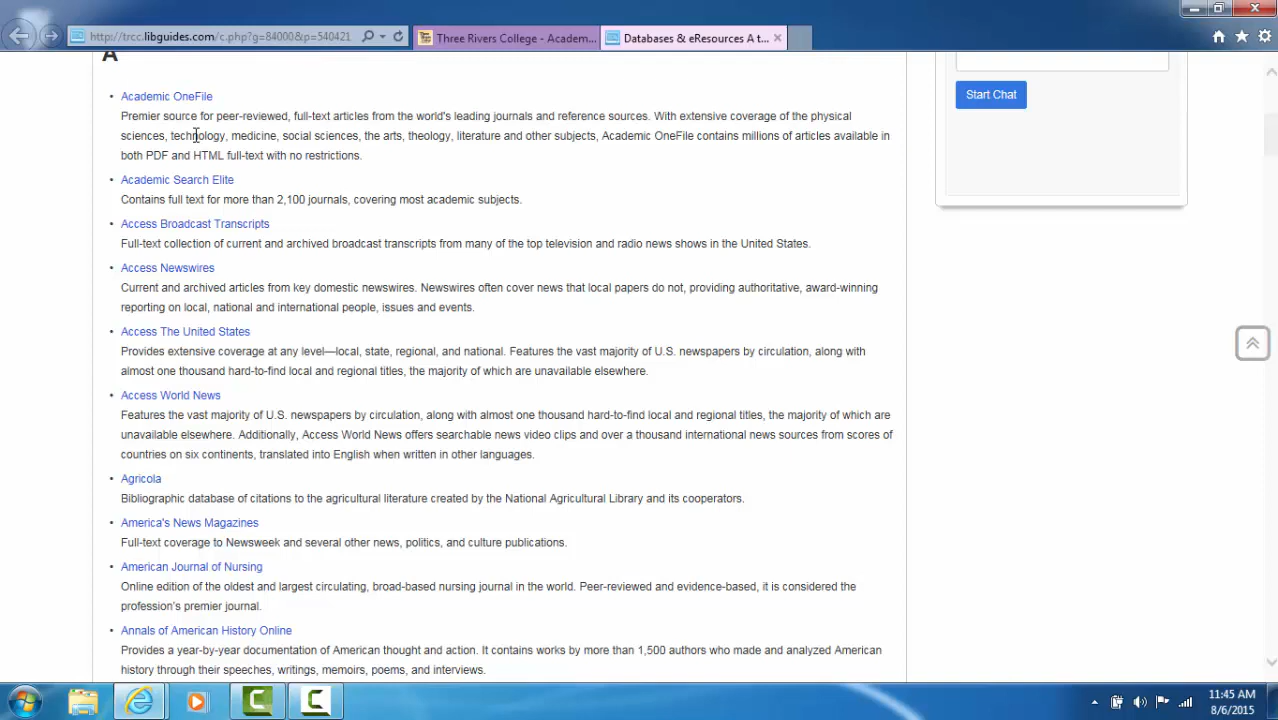 http://trcc.libguides.com/c.php?g=84000&p=540421
Three Rivers College - Academ...
Databases & eResources A t...
A
Start Chat
• Academic OneFile
Premier source for peer-reviewed, full-text articles from the world's leading journals and reference sources. With extensive coverage of the physical
sciences, technology, medicine, social sciences, the arts, theology, literature and other subjects, Academic OneFile contains millions of articles available in
both PDF and HTML full-text with no restrictions.
• Academic Search Elite
Contains full text for more than 2,100 journals, covering most academic subjects.
• Access Broadcast Transcripts
Full-text collection of current and archived broadcast transcripts from many of the top television and radio news shows in the United States.
• Access Newswires
Current and archived articles from key domestic newswires. Newswires often cover news that local papers do not, providing authoritative, award-winning
reporting on local, national and international people, issues and events.
• Access The United States
Provides extensive coverage at any level—local, state, regional, and national. Features the vast majority of U.S. newspapers by circulation, along with
almost one thousand hard-to-find local and regional titles, the majority of which are unavailable elsewhere.
• Access World News
Features the vast majority of U.S. newspapers by circulation, along with almost one thousand hard-to-find local and regional titles, the majority of which are
unavailable elsewhere. Additionally, Access World News offers searchable news video clips and over a thousand international news sources from scores of
countries on six continents, translated into English when written in other languages.
• Agricola
Bibliographic database of citations to the agricultural literature created by the National Agricultural Library and its cooperators.
• America's News Magazines
Full-text coverage to Newsweek and several other news, politics, and culture publications.
• American Journal of Nursing
Online edition of the oldest and largest circulating, broad-based nursing journal in the world. Peer-reviewed and evidence-based, it is considered the
profession's premier journal.
• Annals of American History Online
Provides a year-by-year documentation of American thought and action. It contains works by more than 1,500 authors who made and analyzed American
history through their speeches, writings, memoirs, poems, and interviews.
11:45 AM
8/6/2015